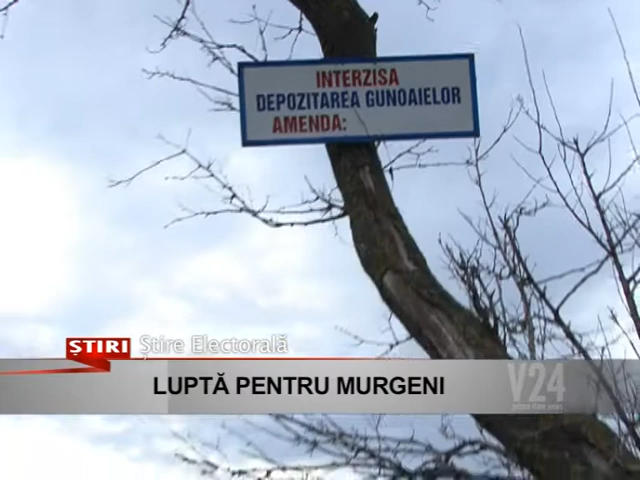 INTERZISA
DEPOZITAREA GUNOAIELOR
AMENDA:
ȘTIRI
Știre Electorală
LUPTĂ PENTRU MURGENI
V24